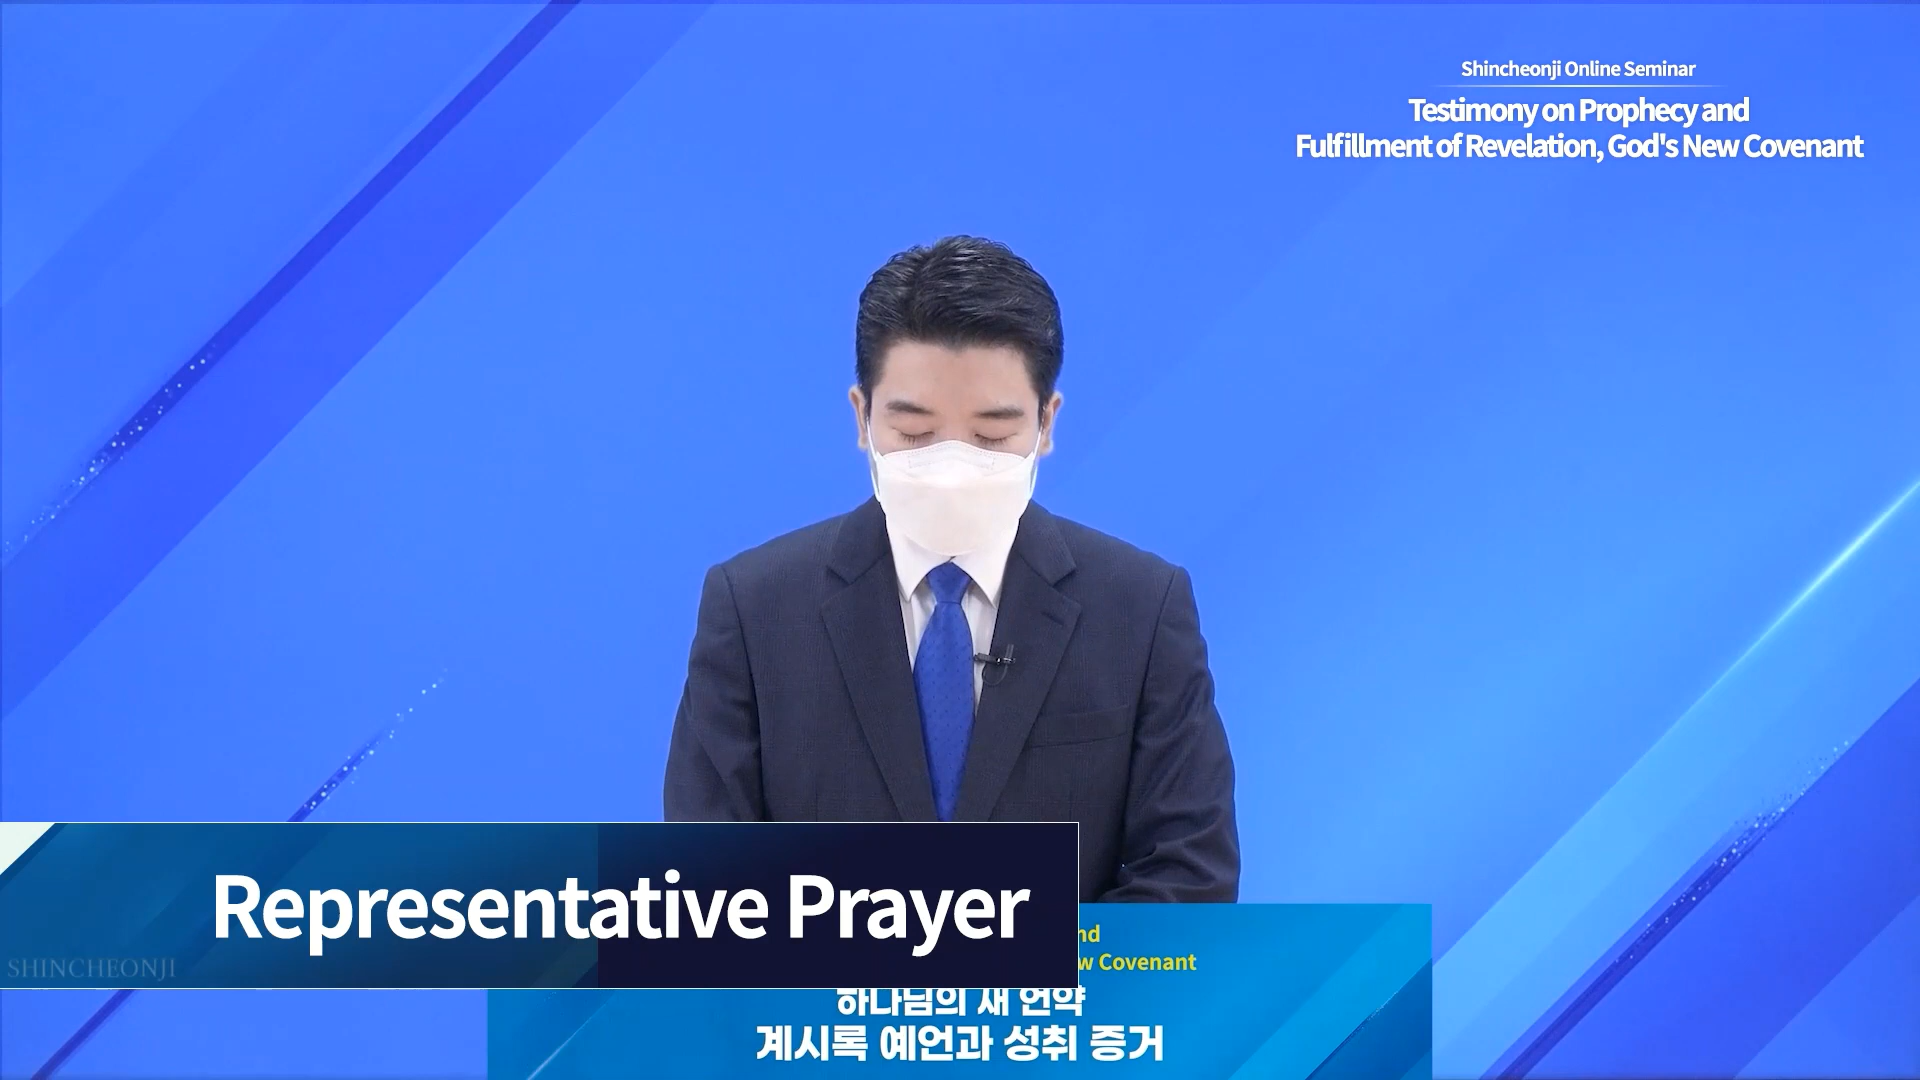 Shincheonji Online Seminar
Testimony on Prophecy and
Fulfillment of Revelation, God's New Covenant
Representative Prayer
SHINCHEONJI
Covenant
하나님의 새 언약
계시록 예언과 성취 증거